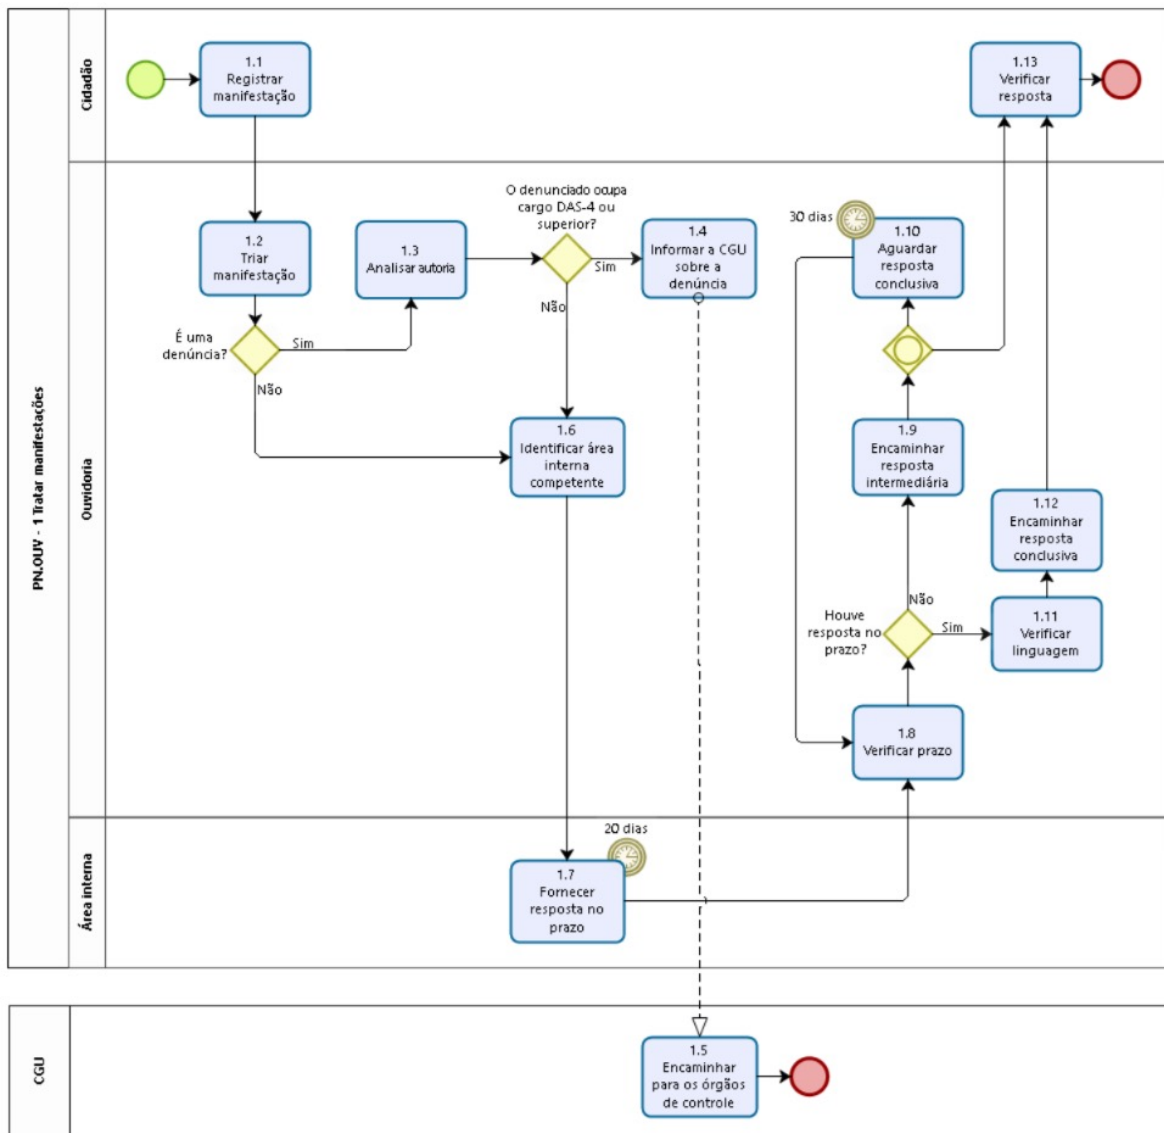 PN.OUV - 1 Tratar manifestações
Cidadão
1.1
Registrar
manifestação
1.13
Verificar
resposta
Ouvidoria
1.2
Triar
manifestação
É uma
denúncia?
Sim
Não
1.3
Analisar autoria
O denunciado ocupa
cargo DAS-4 ou
superior?
Sim
Não
1.4
Informar a CGU
sobre a
denúncia
1.6
Identificar área
interna
competente
30 dias
1.10
Aguardar
resposta
conclusiva
1.9
Encaminhar
resposta
intermediária
1.12
Encaminhar
resposta
conclusiva
Não
Houve
resposta no
prazo?
Sim
1.11
Verificar
linguagem
1.8
Verificar prazo
Área interna
20 dias
1.7
Fornecer
resposta no
prazo
CGU
1.5
Encaminhar
para os órgãos
de controle